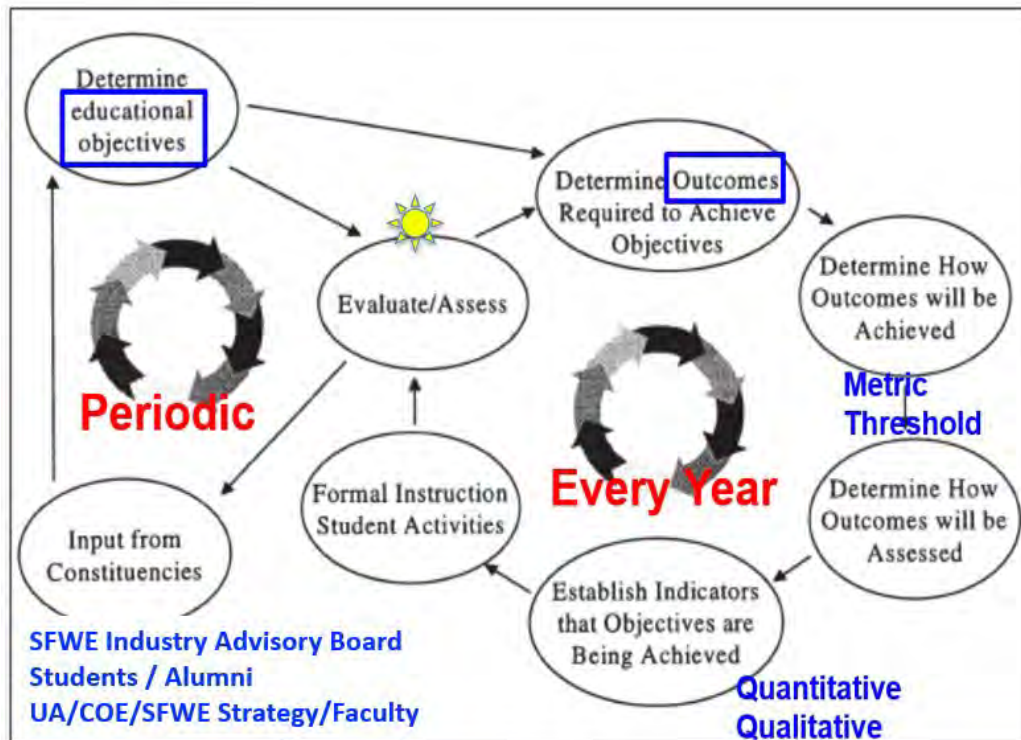 Determine
educational
objectives
Determine Outcomes
Required to Achieve
Objectives
Evaluate/Assess
Determine How
Outcomes will be
Achieved
Periodic
Metric
Threshold
Every Year
Formal Instruction
Student Activities
Determine How
Outcomes will be
Assessed
Input from
Constituencies
Establish Indicators
that Objectives are
Being Achieved
SFWE Industry Advisory Board
Students / Alumni
UA/COE/SFWE Strategy/Faculty
Quantitative
Qualitative